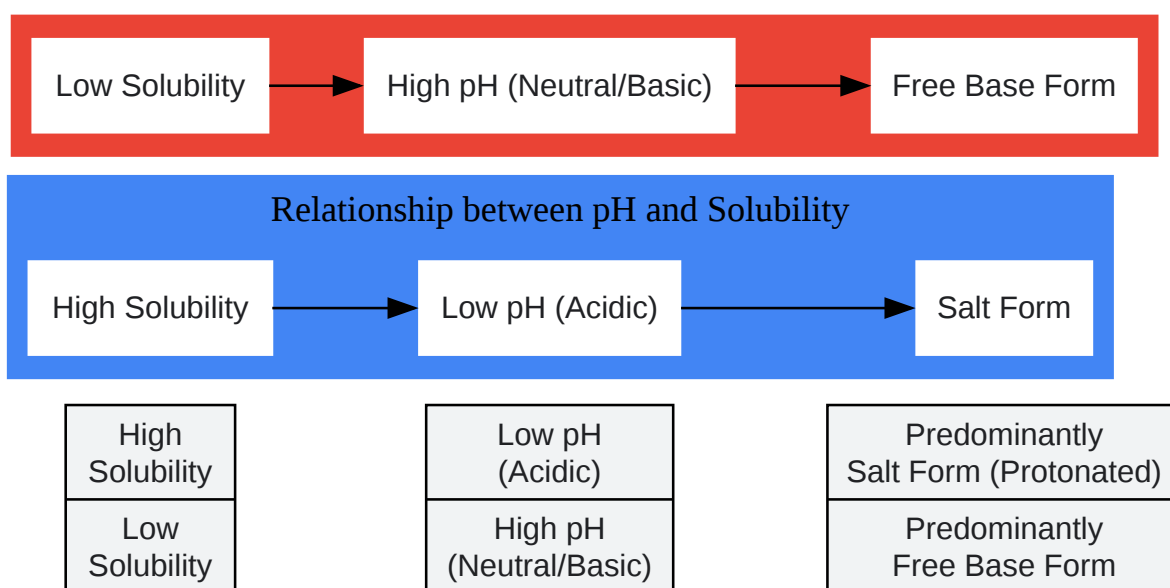 Low Solubility
High pH (Neutral/Basic)
Free Base Form
Relationship between pH and Solubility
High Solubility
Low pH (Acidic)
Salt Form
High
Solubility
Low pH
(Acidic)
Predominantly
Salt Form (Protonated)
Low
Solubility
High pH
(Neutral/Basic)
Predominantly
Free Base Form